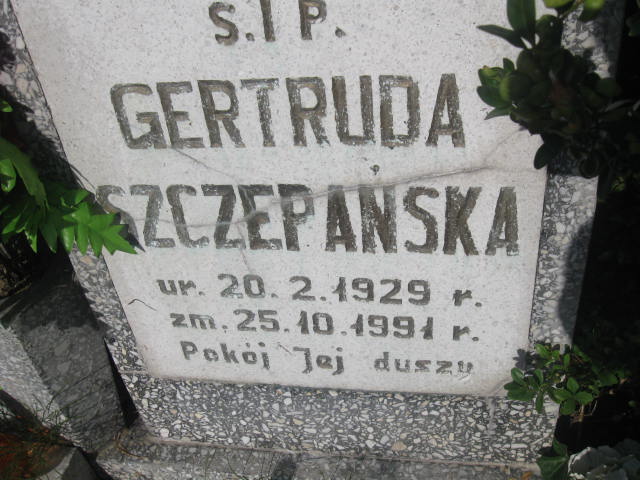 Ś.I P.
GERTRUDA
SZCZEPAŃSKA
ur. 20. 2.1929 r.
zm. 25.10.1991 r.
Pokój Jej duszy